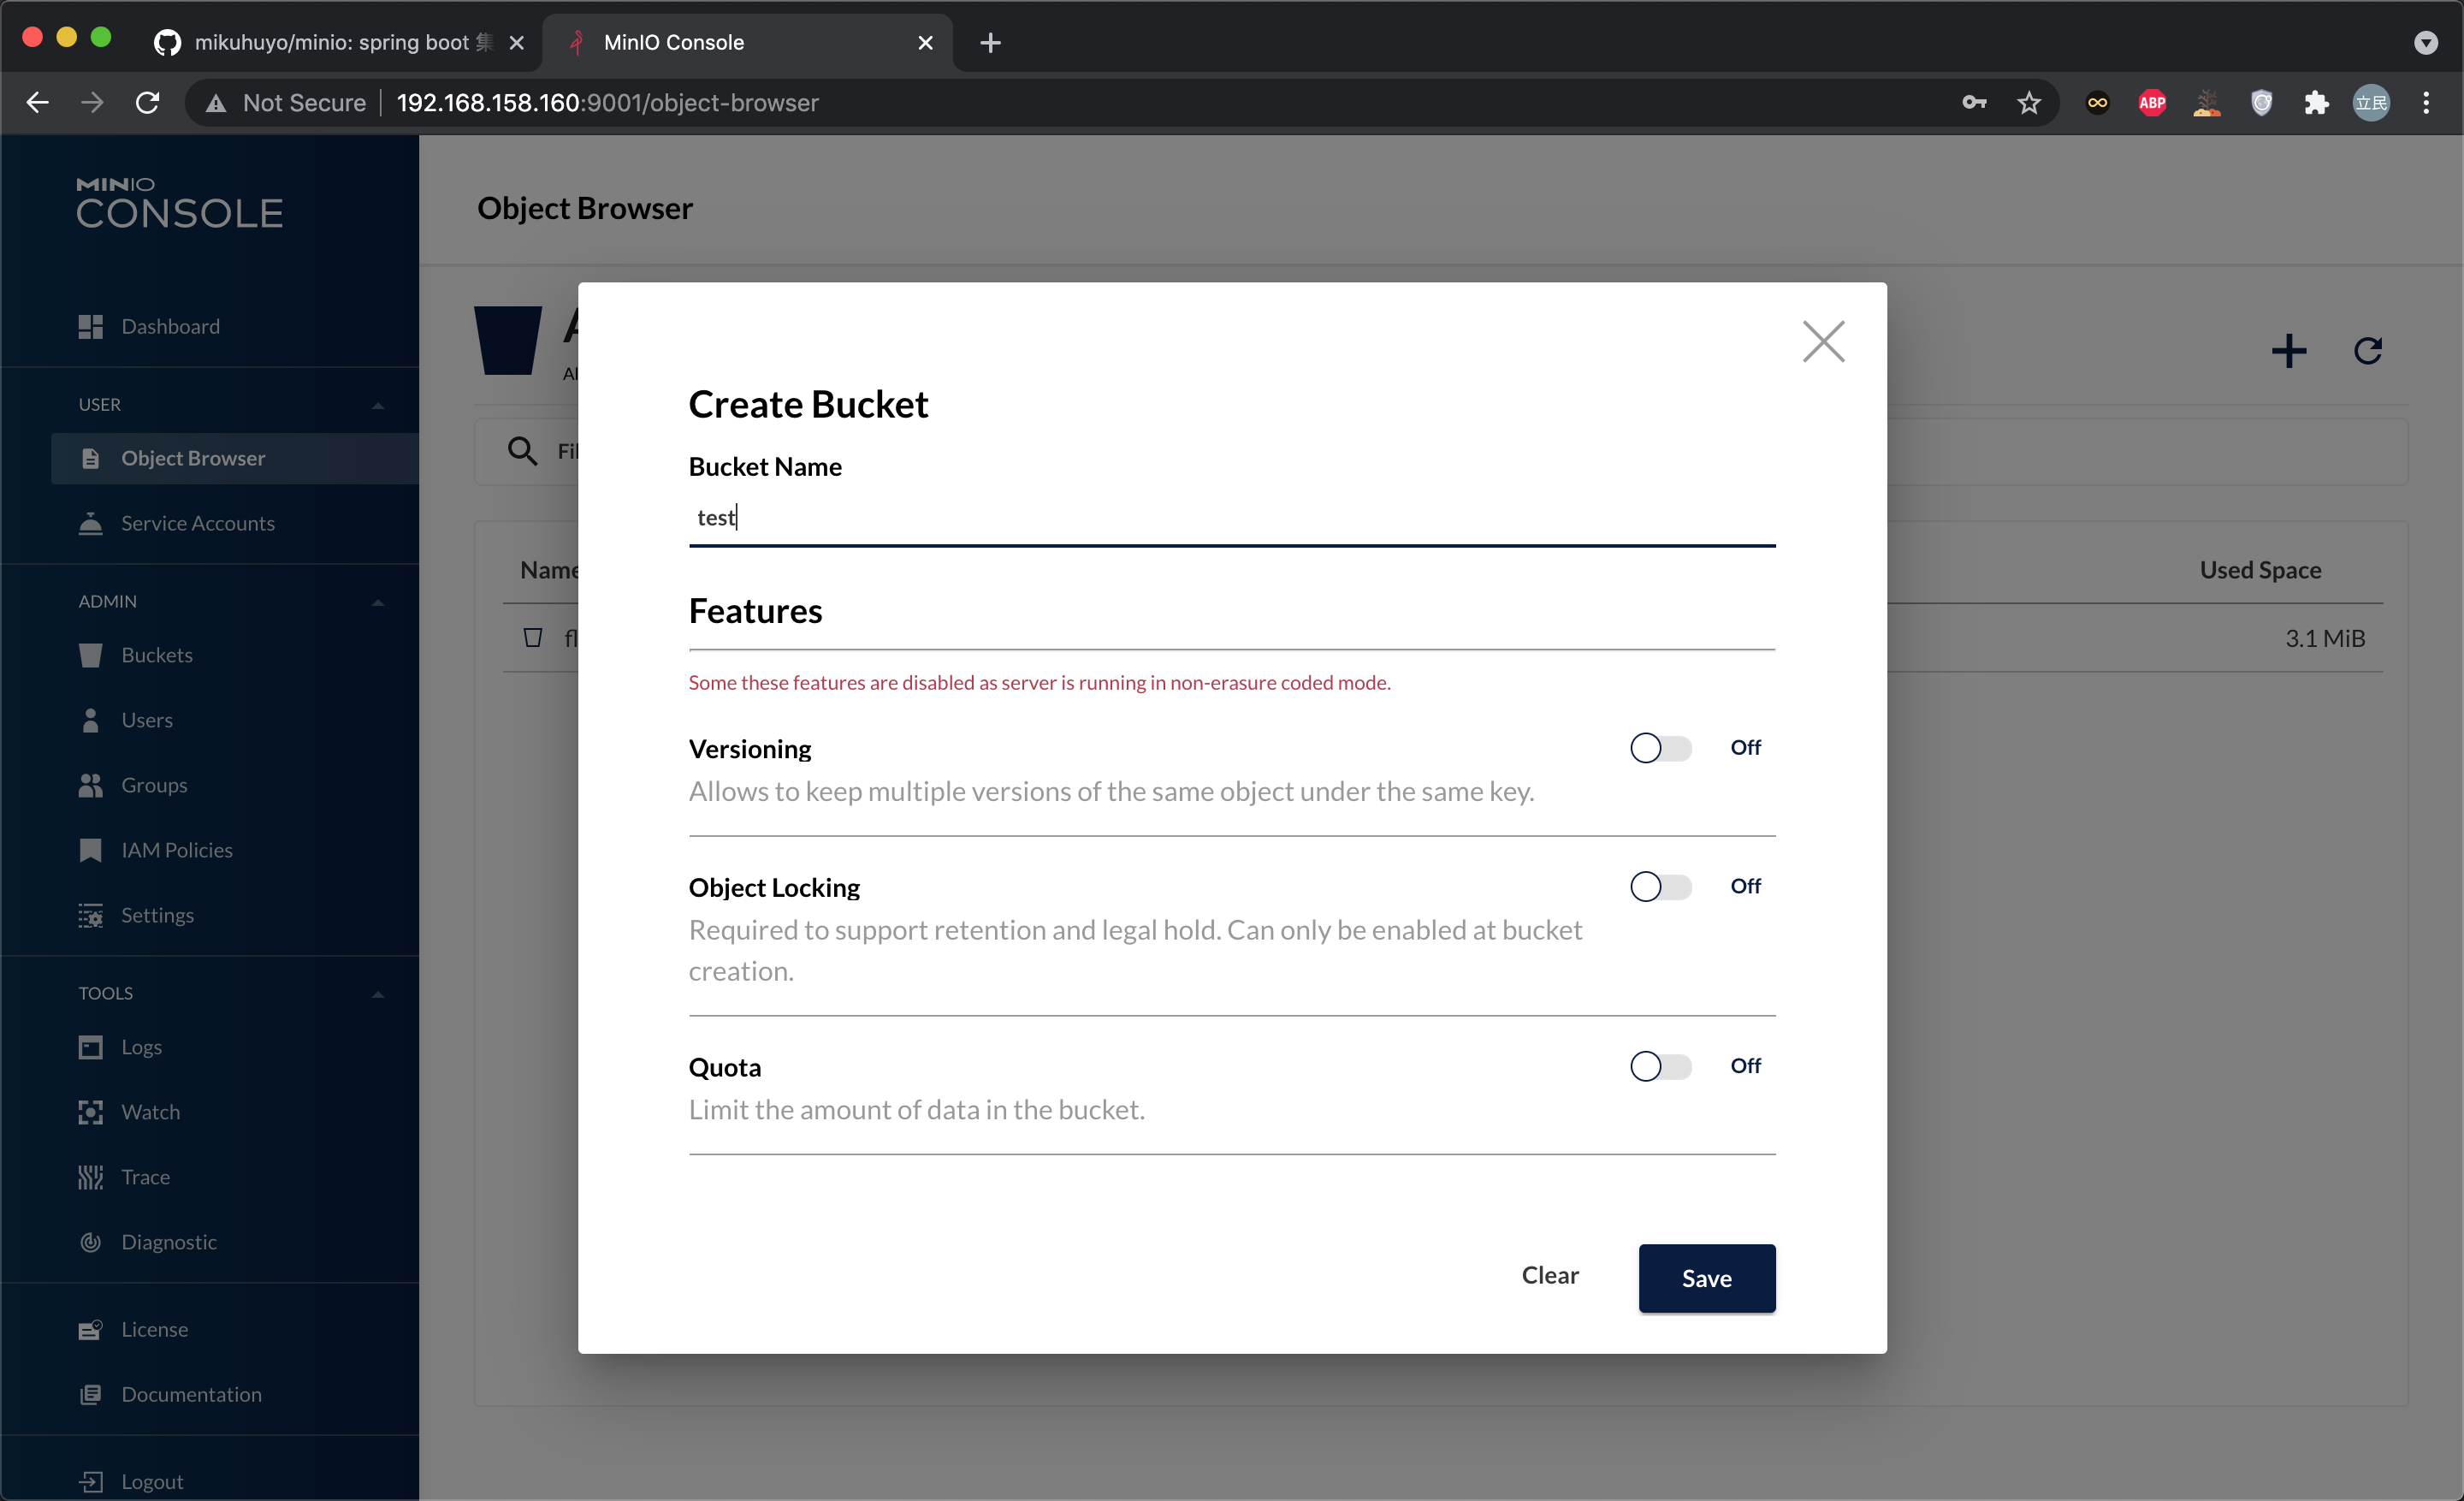 mikuhuyo/minio: spring boot 集
MinIO Console
Not Secure
192.168.158.160:9001/object-browser
ABP
立民
MINIO
CONSOLE
Dashboard
USER
Object Browser
Service Accounts
ADMIN
Buckets
Users
Groups
IAM Policies
Settings
TOOLS
Logs
Watch
Trace
Diagnostic
License
Documentation
Logout
Object Browser
Name
Used Space
3.1 MiB
Create Bucket
Bucket Name
test
Features
Some these features are disabled as server is running in non-erasure coded mode.
Versioning
Off
Allows to keep multiple versions of the same object under the same key.
Object Locking
Off
Required to support retention and legal hold. Can only be enabled at bucket
creation.
Quota
Off
Limit the amount of data in the bucket.
Clear
Save